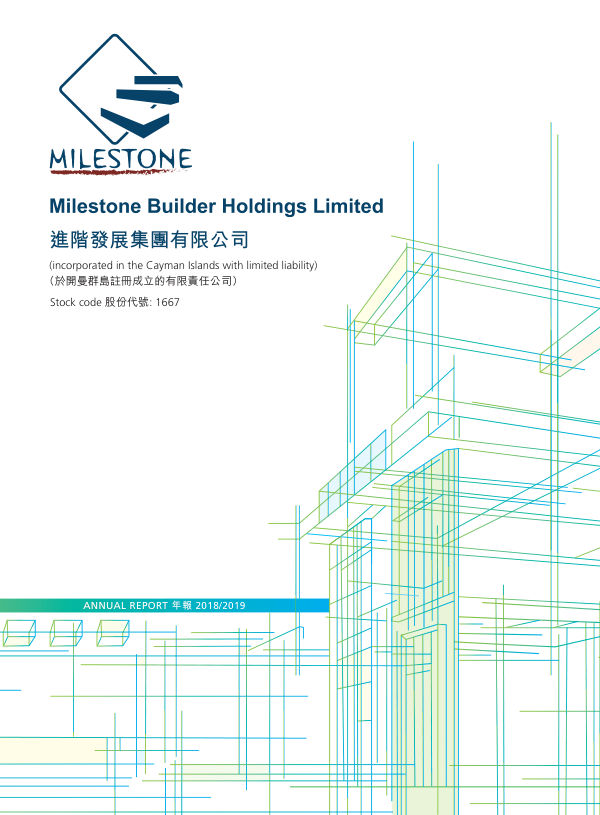 MILESTONE
Milestone Builder Holdings Limited
進階發展集團有限公司
(incorporated in the Cayman Islands with limited liability)
（於開曼群島註冊成立的有限責任公司）
Stock code 股份代號: 1667
ANNUAL REPORT 年報 2018/2019